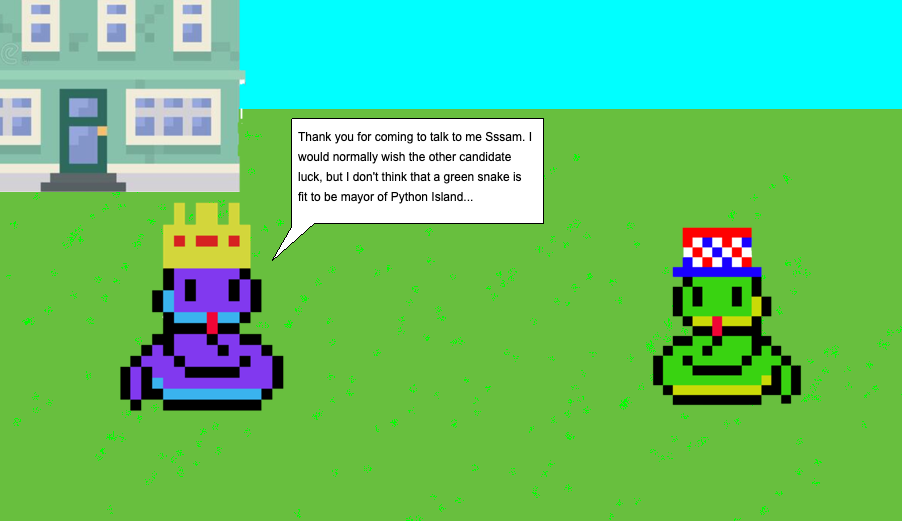 Thank you for coming to talk to me Sssam. I
would normally wish the other candidate
luck, but I don't think that a green snake is
fit to be mayor of Python Island...